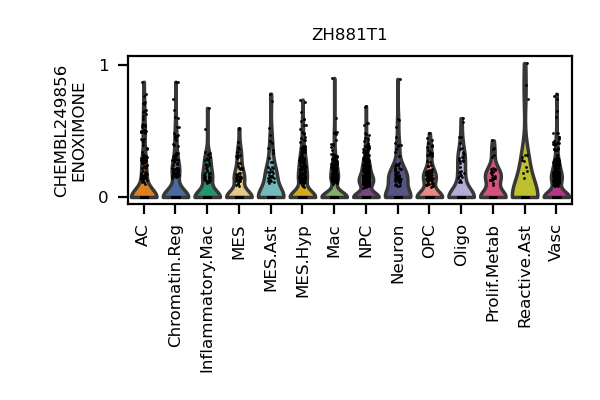 ZH881T1
CHEMBL249856
ENOXIMONE
1
0
AC
Chromatin.Reg
Inflammatory.Mac
MES
MES.Ast
MES.Hyp
Mac
NPC
Neuron
OPC
Oligo
Prolif.Metab
Reactive.Ast
Vasc